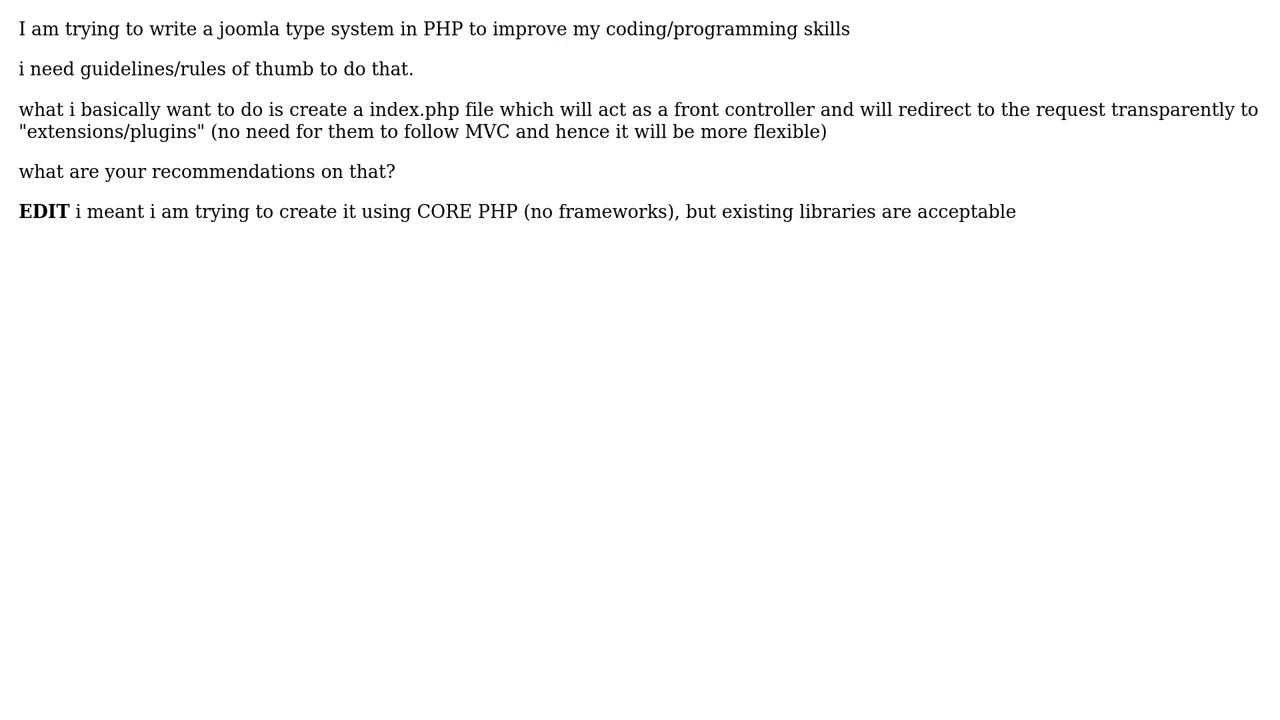 I am trying to write a joomla type system in PHP to improve my coding/programming skills
i need guidelines/rules of thumb to do that.
what i basically want to do is create a index.php file which will act as a front controller and will redirect to the request transparently to
"extensions/plugins" (no need for them to follow MVC and hence it will be more flexible)
what are your recommendations on that?
EDIT i meant i am trying to create it using CORE PHP (no frameworks), but existing libraries are acceptable